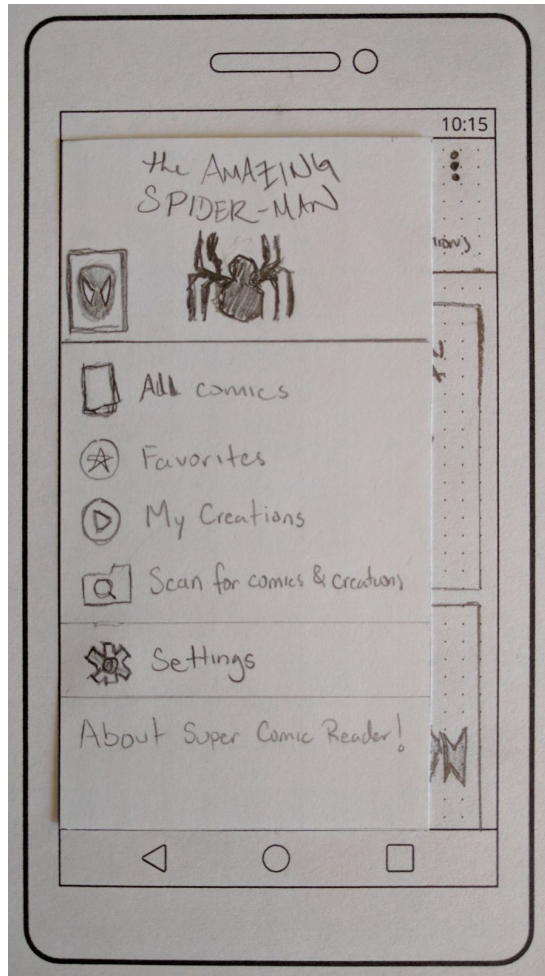 10:15
the AMAZING
SPIDER-MAN
All comics
Favorites
My Creations
Scan for comics & creations
Settings
About Super Comic Reader!